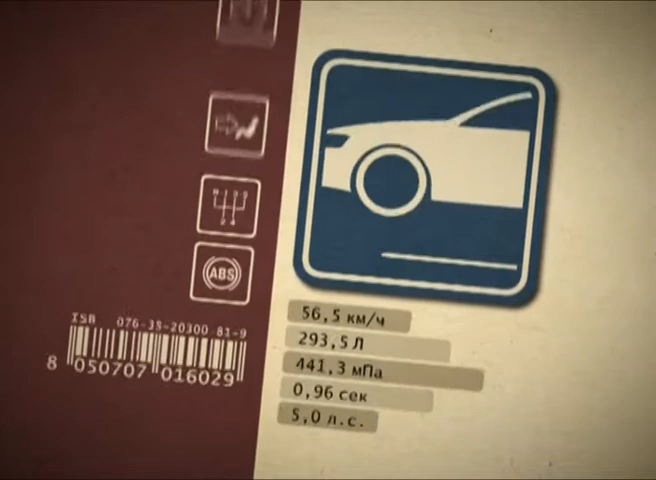 ABS
ISB 076-3S-20300 81-9
8 050707 016029
56,5 км/ч
293,5 Л
441,3 мПа
0,96 сек
5,0 л.с.